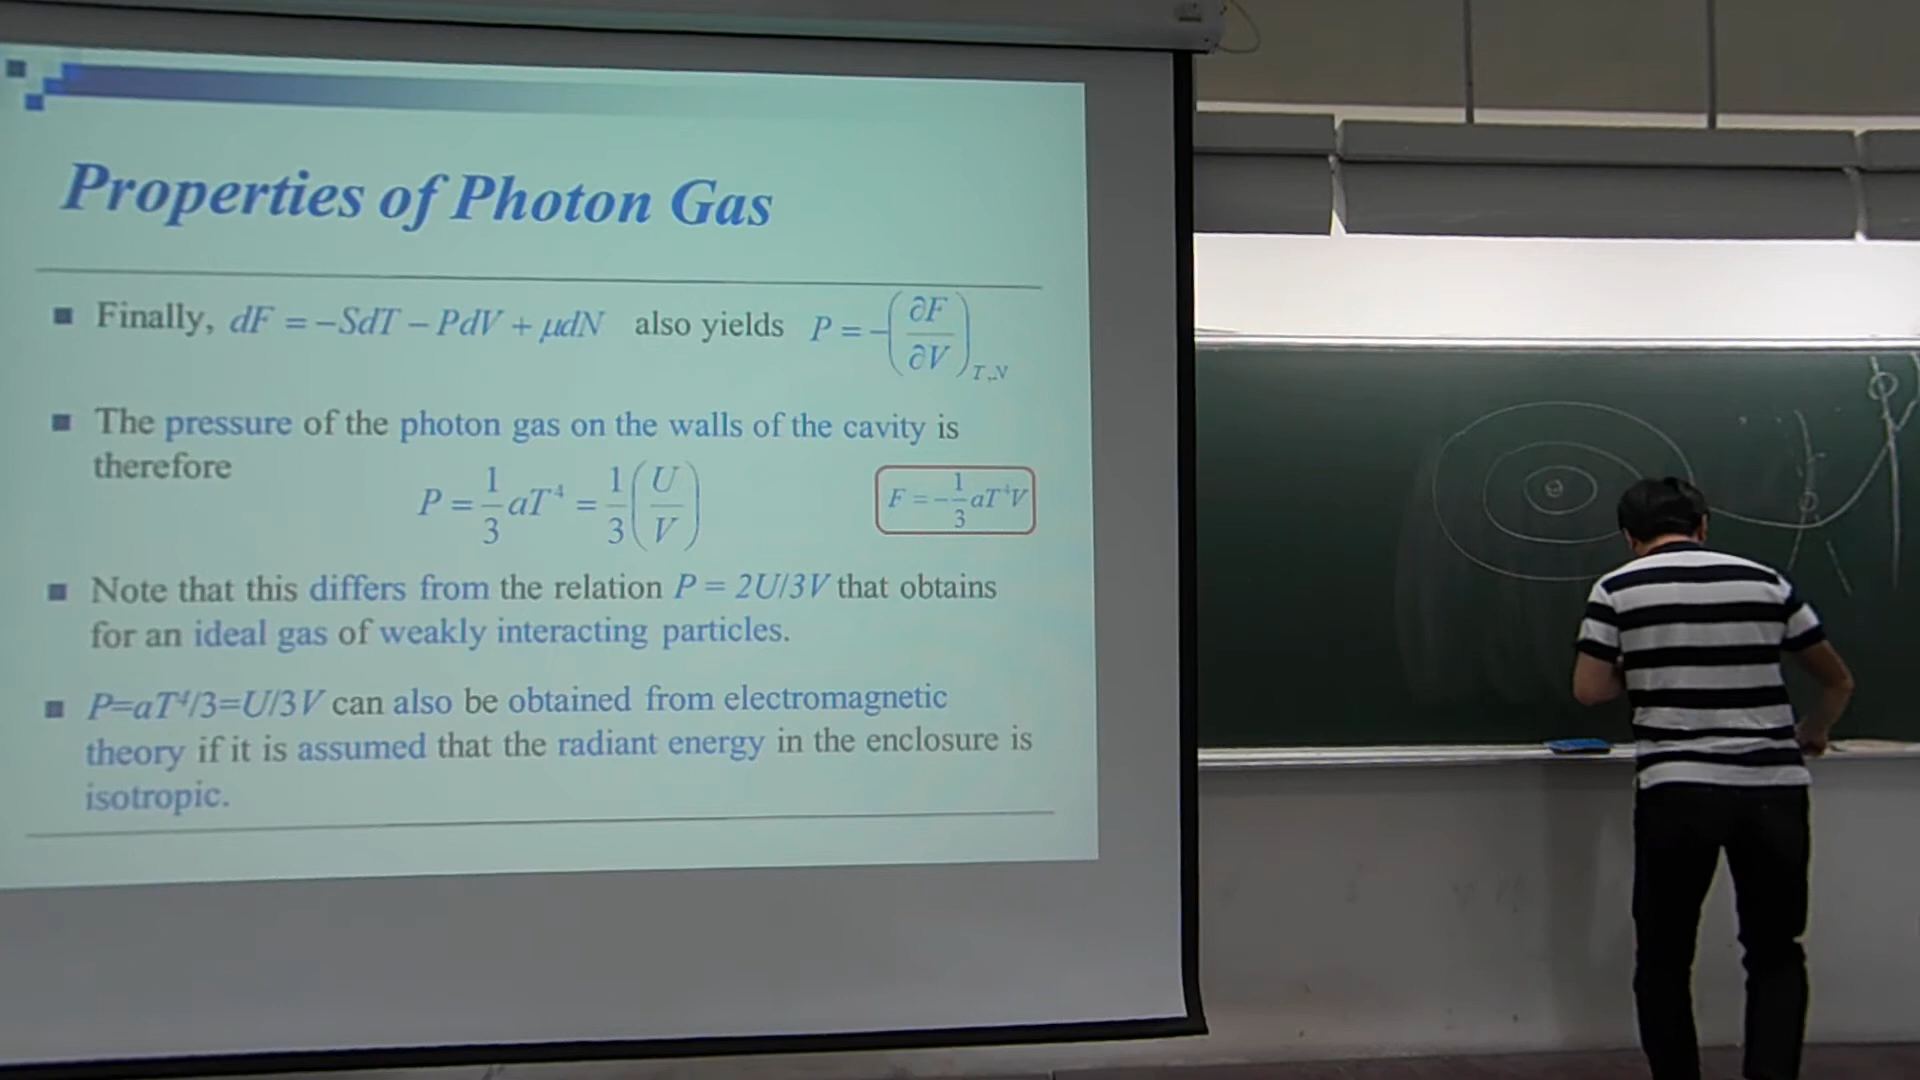 Properties of Photon Gas
■ Finally, dF = −SdT − PdV + μdN also yields P = −(∂F/∂V)T,N
■ The pressure of the photon gas on the walls of the cavity is
therefore
P = 1/3 aT⁴ = 1/3 (U/V)
F = −1/3 aT⁴V
■ Note that this differs from the relation P = 2U/3V that obtains
for an ideal gas of weakly interacting particles.
■ P=aT⁴/3=U/3V can also be obtained from electromagnetic
theory if it is assumed that the radiant energy in the enclosure is
isotropic.